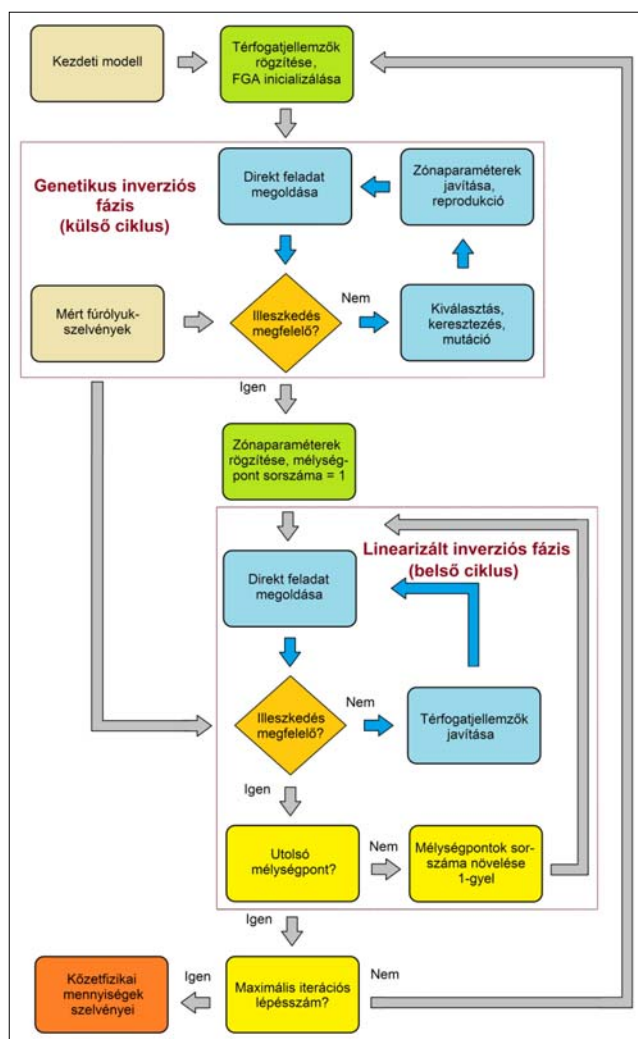 Kezdeti modell
Térfogatjellemzők
rögzítése,
FGA inicializálása
Genetikus inverziós
fázis
(külső ciklus)
Direkt feladat
megoldása
Zónaparaméterek
javítása,
reprodukció
Mért fúrólyuk-
szelvények
Illeszkedés
megfelelő?
Nem
Kiválasztás,
keresztezés,
mutáció
Igen
Zónaparaméterek
rögzítése, mélység-
pont sorszáma = 1
Linearizált inverziós fázis
(belső ciklus)
Direkt feladat
megoldása
Illeszkedés
megfelelő?
Nem
Térfogatjellemzők
javítása
Igen
Utolsó
mélységpont?
Nem
Mélységpontok sor-
száma növelése
1-gyel
Igen
Kőzetfizikai
mennyiségek
szelvényei
Igen
Maximális iterációs
lépésszám?
Nem